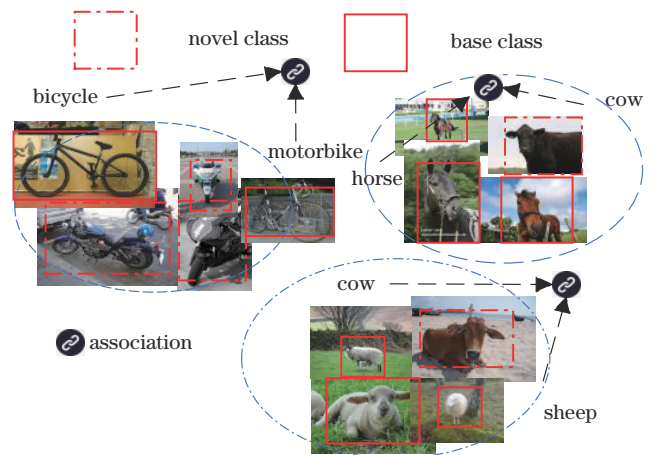 novel class
base class
bicycle
cow
motorbike
horse
cow
association
sheep